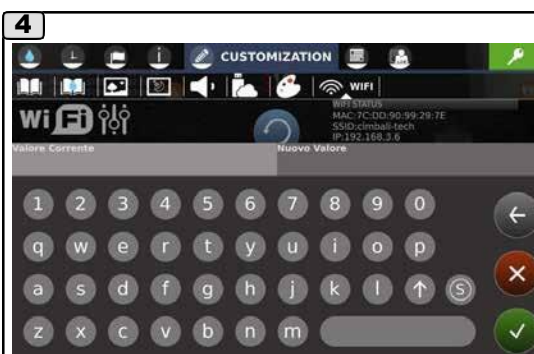 4
CUSTOMIZATION
WIFI
WiFi
WIFI STATUS
MAC:7C:DD:90:99:29:7E
SSID:cimbali-tech
IP:192.168.3.6
Valore Corrente Nuovo Valore
1 2 3 4 5 6 7 8 9 0
q w e r t y u i o p
a s d f g h j k l ↑ S
z x c v b n m